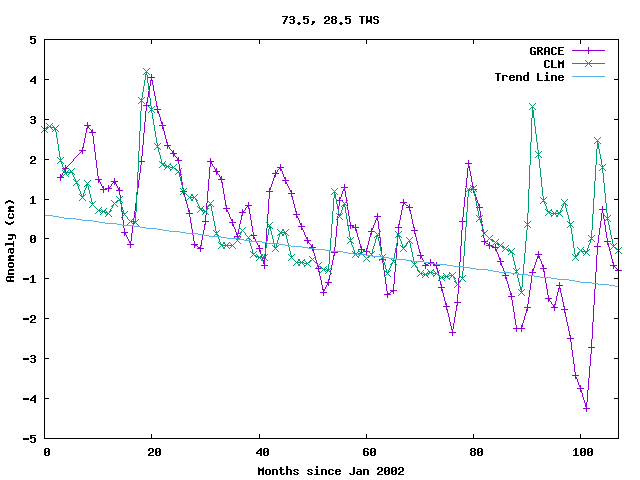 73.5, 28.5 TWS
GRACE
CLM
Trend Line
5
4
3
2
1
0
-1
-2
-3
-4
-5
Anomaly (cm)
0 20 40 60 80 100
Months since Jan 2002